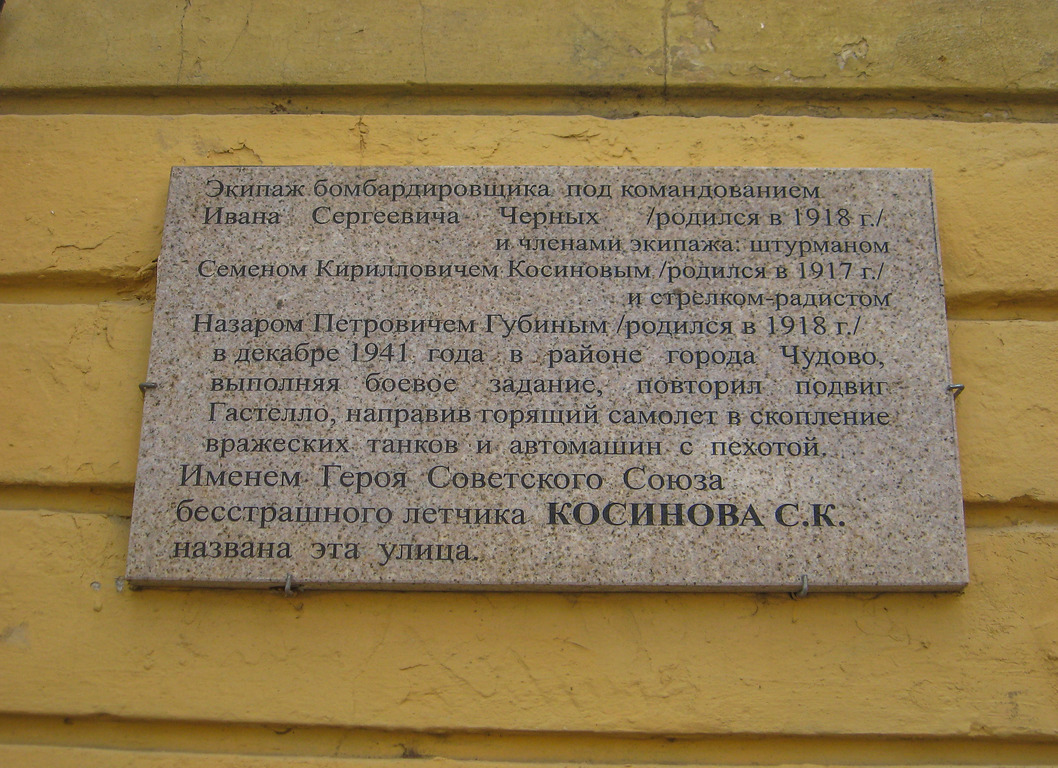 Экипаж бомбардировщика под командованием
Ивана Сергеевича Черных /родился в 1918 г./
и членами экипажа: штурманом
Семеном Кирилловичем Косиновым /родился в 1917 г./
и стрелком-радистом
Назаром Петровичем Губиным /родился в 1918 г./
в декабре 1941 года в районе города Чудово,
выполняя боевое задание, повторил подвиг
Гастелло, направив горящий самолет в скопление
вражеских танков и автомашин с пехотой.
Именем Героя Советского Союза
бесстрашного летчика КОСИНОВА С.К.
названа эта улица.